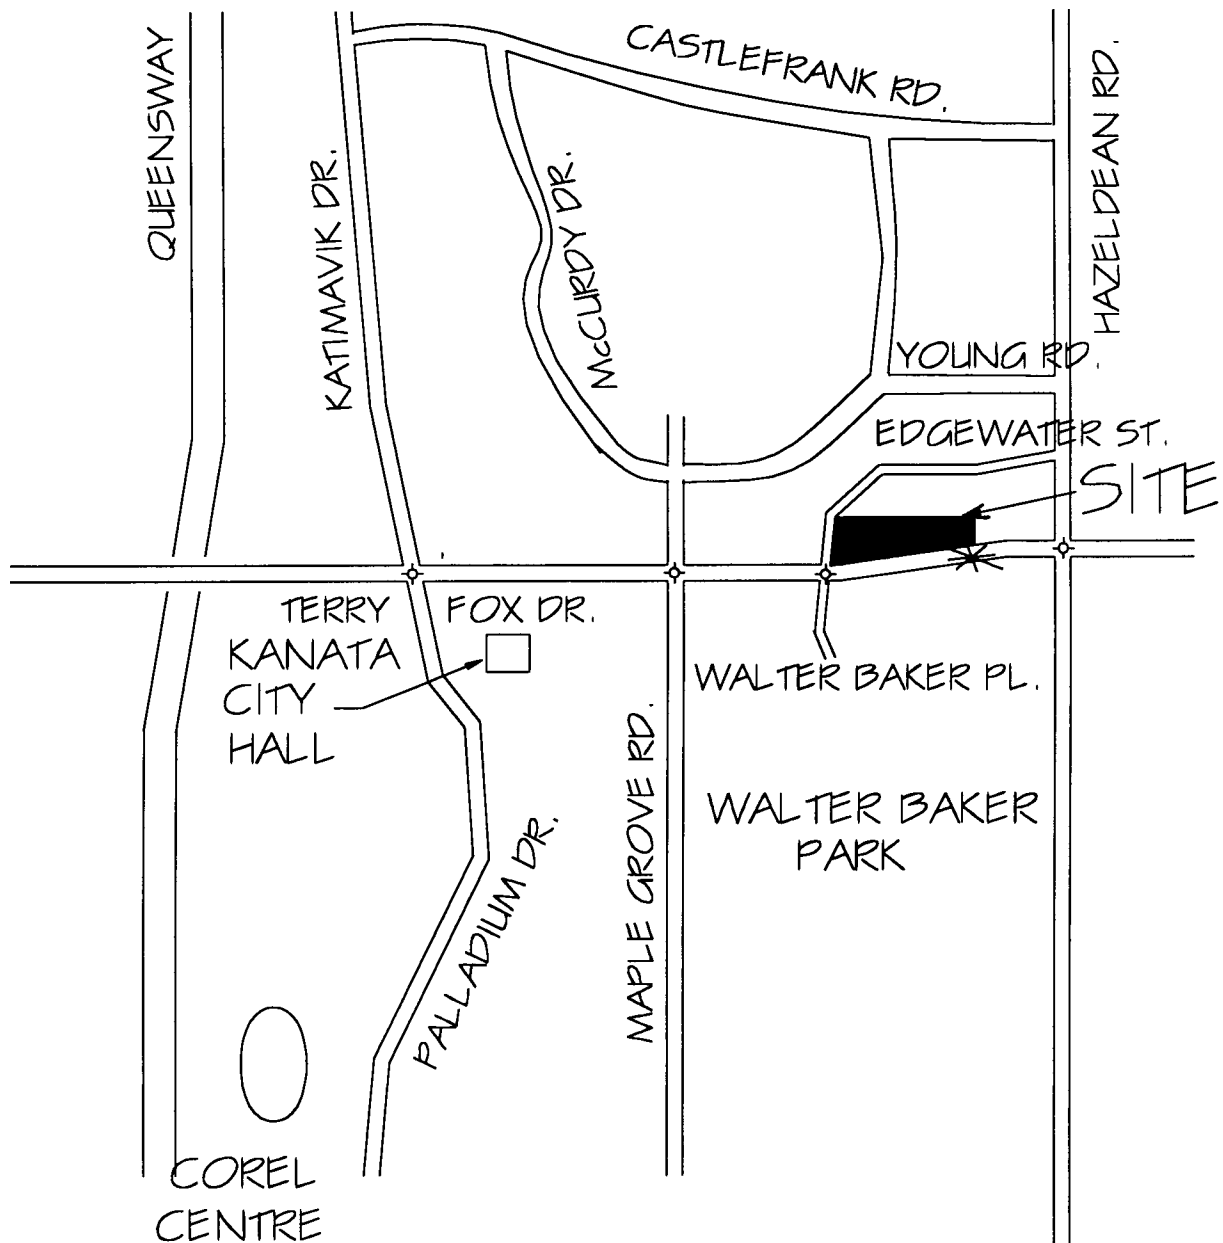 QUEENSWAY
KATIMAVIK DR.
CASTLEFRANK RD.
McCURDY DR.
HAZELDEAN RD.
YOUNG RD.
EDGEWATER ST.
SITE
TERRY FOX DR.
KANATA
CITY
HALL
WALTER BAKER PL.
MAPLE GROVE RD.
WALTER BAKER
PARK
PALLADIUM DR.
COREL
CENTRE